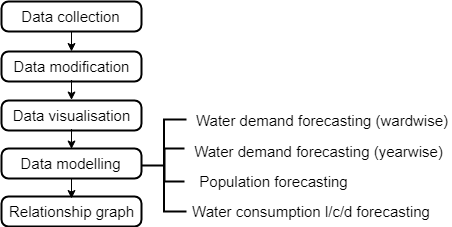 Data collection
Data modification
Data visualisation
Data modelling
Relationship graph
Water demand forecasting (wardwise)
Water demand forecasting (yearwise)
Population forecasting
Water consumption l/c/d forecasting